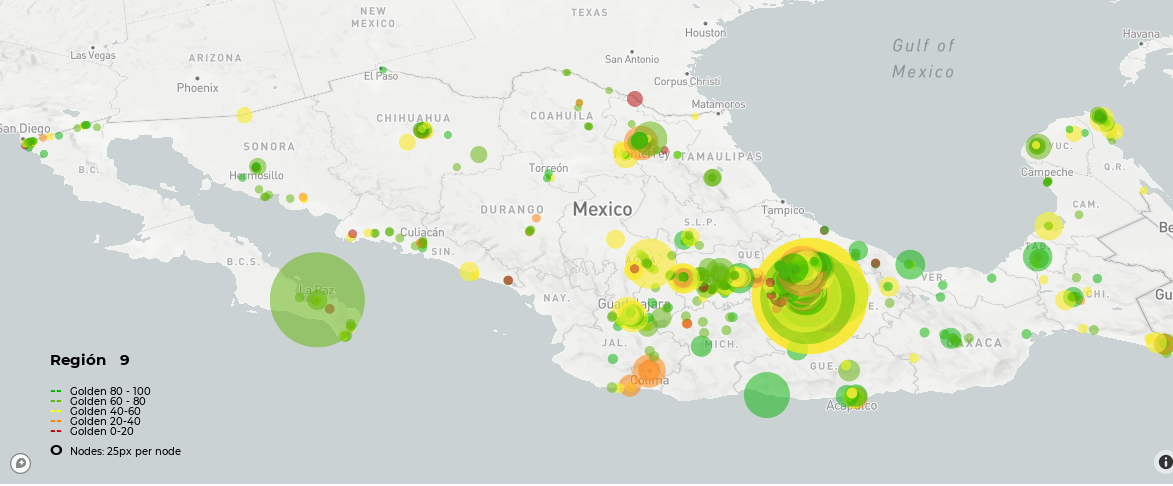 NEW
MEXICO
TEXAS
Las Vegas
ARIZONA
Phoenix
El Paso
Houston
San Antonio
Corpus Christi
Matamoros
Gulf of
Mexico
Havana
San Diego
B.C.
SONORA
Hermosillo
CHIHUAHUA
COAHUILA
Torreón
TAMAULIPAS
DURANGO
Mexico
Tampico
Culiacán
SIN.
S.L.P.
B.C.S.
La Paz
NAY.
QUE
Guadalajara
JAL.
MICH.
Colima
GUE.
Acapulco
VER.
E.
OAXACA
YUC.
Campeche
Q.R.
CAM.
TAB.
CHI.
Be
Gu
Región 9
Golden 80 - 100
Golden 60 - 80
Golden 40-60
Golden 20-40
Golden 0-20
Nodes: 25px per node